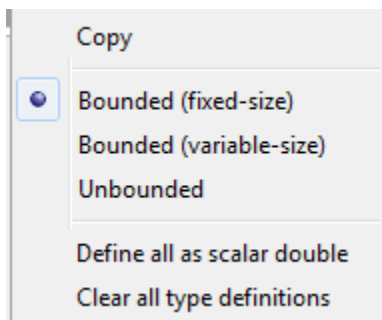 Copy
Bounded (fixed-size)
Bounded (variable-size)
Unbounded
Define all as scalar double
Clear all type definitions